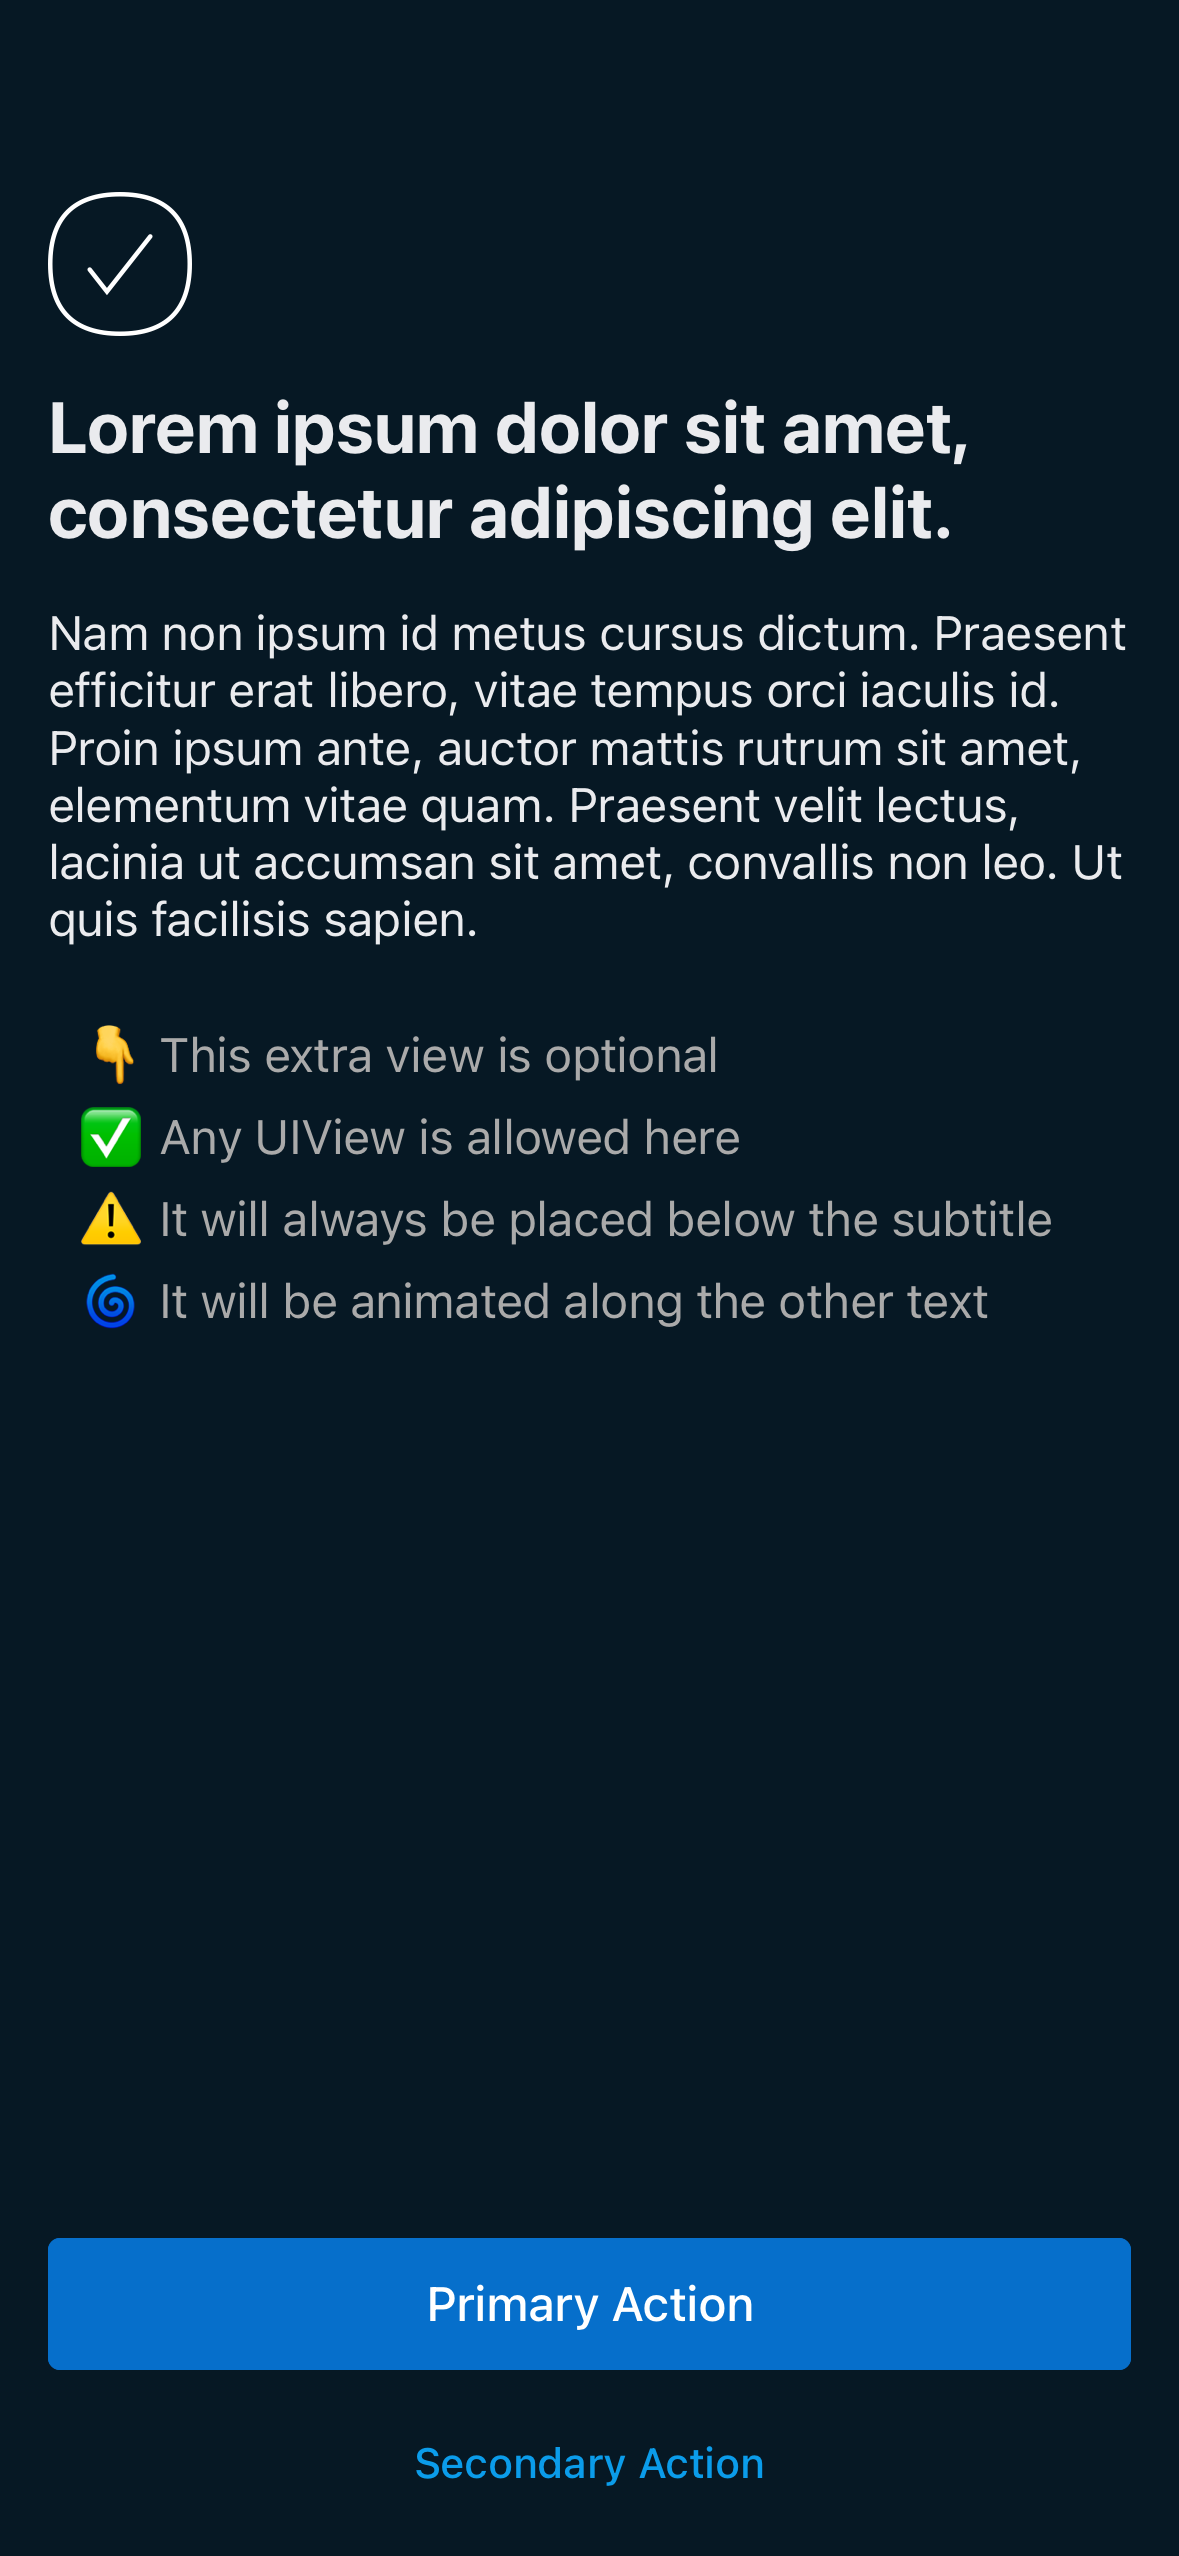 Lorem ipsum dolor sit amet,
consectetur adipiscing elit.
Nam non ipsum id metus cursus dictum. Praesent
efficitur erat libero, vitae tempus orci iaculis id.
Proin ipsum ante, auctor mattis rutrum sit amet,
elementum vitae quam. Praesent velit lectus,
lacinia ut accumsan sit amet, convallis non leo. Ut
quis facilisis sapien.
👇 This extra view is optional
✅ Any UIView is allowed here
⚠️ It will always be placed below the subtitle
🌀 It will be animated along the other text
Primary Action
Secondary Action